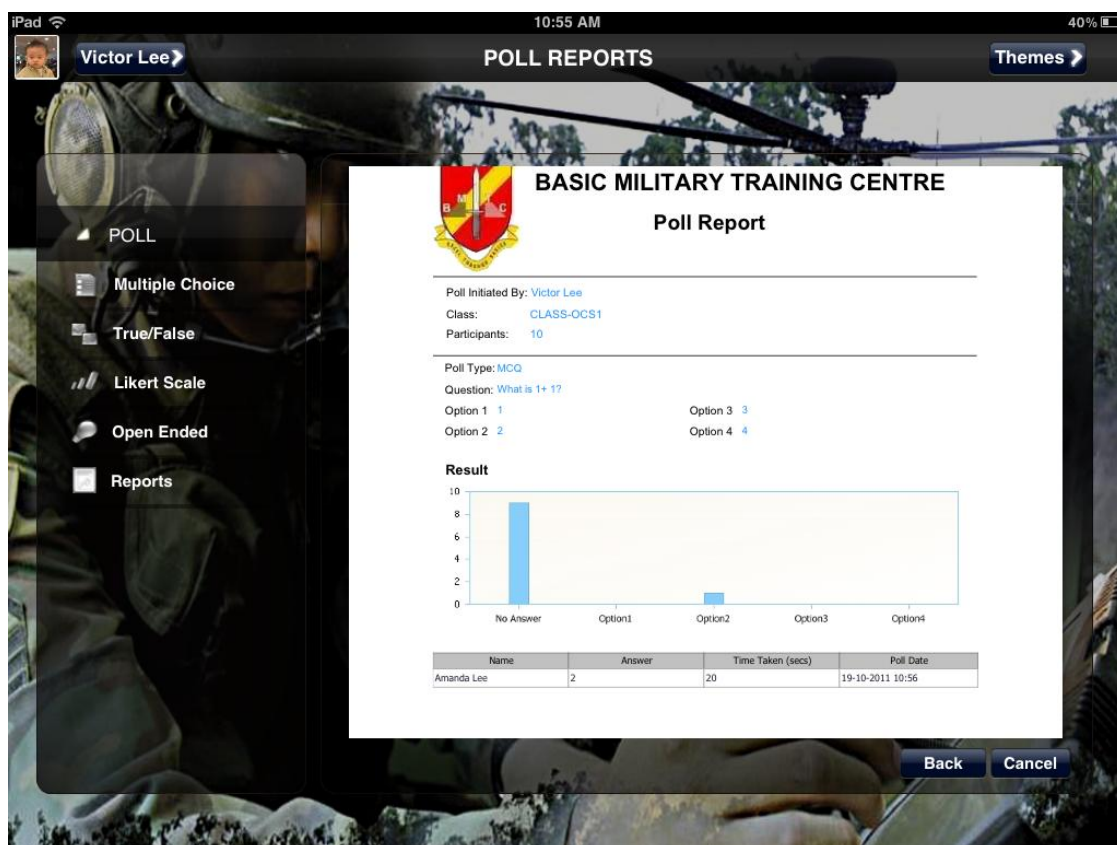 iPad 10:55 AM 40%
Victor Lee POLL REPORTS Themes
POLL
Multiple Choice
True/False
Likert Scale
Open Ended
Reports
B M T C
BASIC MILITARY TRAINING CENTRE
Poll Report
Poll Initiated By: Victor Lee
Class: CLASS-OCS1
Participants: 10
Poll Type: MCQ
Question: What is 1+ 1?
Option 1 1 Option 3 3
Option 2 2 Option 4 4
Result
10
8
6
4
2
0
No Answer Option1 Option2 Option3 Option4
Name Answer Time Taken (secs) Poll Date
Amanda Lee 2 20 19-10-2011 10:56
Back Cancel